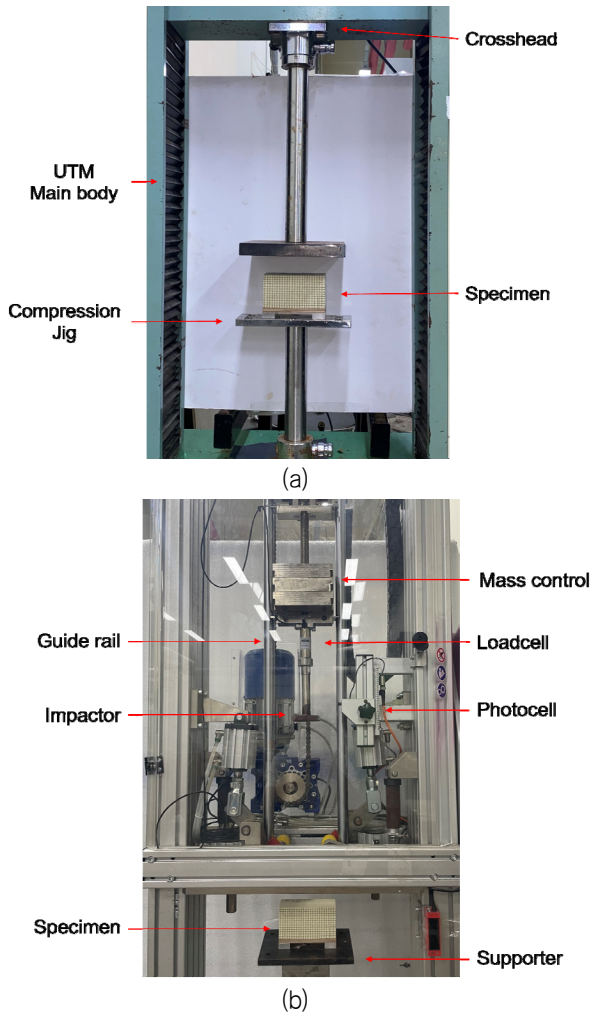 Crosshead
UTM
Main body
Specimen
Compression
Jig
(a)
Mass control
Guide rail
Loadcell
Impactor
Photocell
Specimen
Supporter
(b)